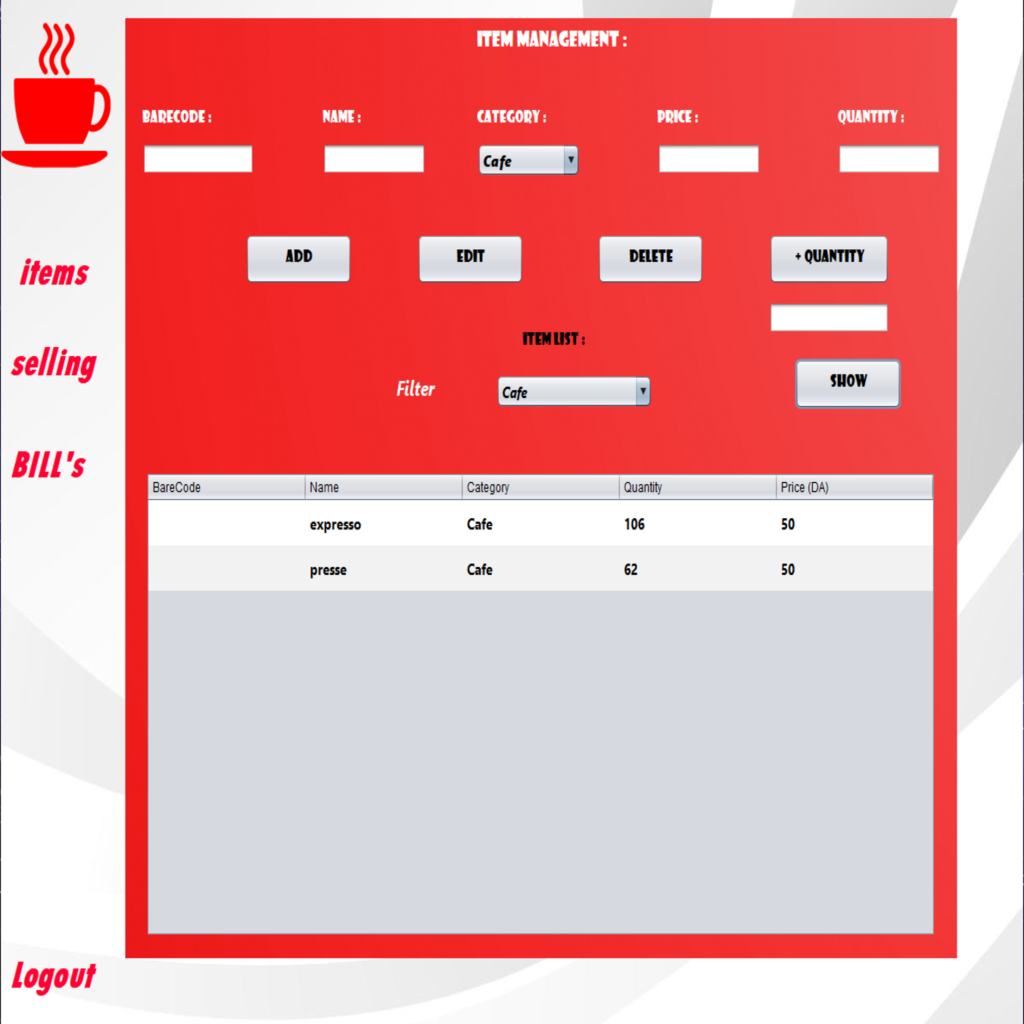 ITEM MANAGEMENT :
BARECODE : NAME : CATEGORY : PRICE : QUANTITY :
Cafe
ADD EDIT DELETE + QUANTITY
items
ITEM LIST :
selling
Filter Cafe SHOW
BILL's
BareCode Name Category Quantity Price (DA)
expresso Cafe 106 50
presse Cafe 62 50
Logout